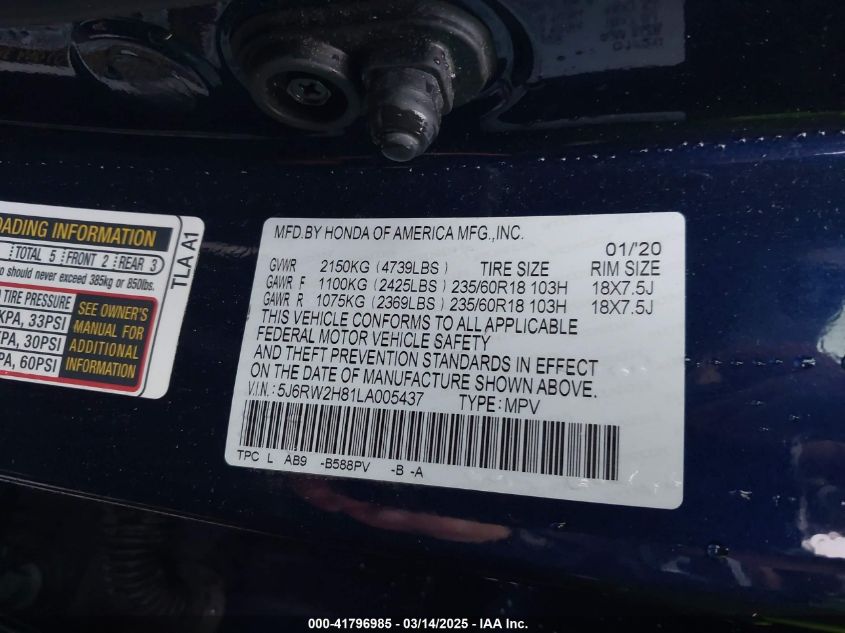 OADING INFORMATION
TOTAL 5 FRONT 2 REAR 3
o should never exceed 385kg or 850lbs.
TIRE PRESSURE
KPA, 33PSI
KPA, 30PSI
PA, 60PSI
SEE OWNER'S
MANUAL FOR
ADDITIONAL
INFORMATION
TLA A1
MFD.BY HONDA OF AMERICA MFG.,INC.
01/'20
GVWR 2150KG (4739LBS) TIRE SIZE RIM SIZE
GAWR F 1100KG (2425LBS) 235/60R18 103H 18X7.5J
GAWR R 1075KG (2369LBS) 235/60R18 103H 18X7.5J
THIS VEHICLE CONFORMS TO ALL APPLICABLE
FEDERAL MOTOR VEHICLE SAFETY
AND THEFT PREVENTION STANDARDS IN EFFECT
ON THE DATE OF MANUFACTURE SHOWN ABOVE.
V.I.N.: 5J6RW2H81LA005437 TYPE: MPV
TPC L AB9 -B588PV -B -A
000-41796985 - 03/14/2025 - IAA Inc.